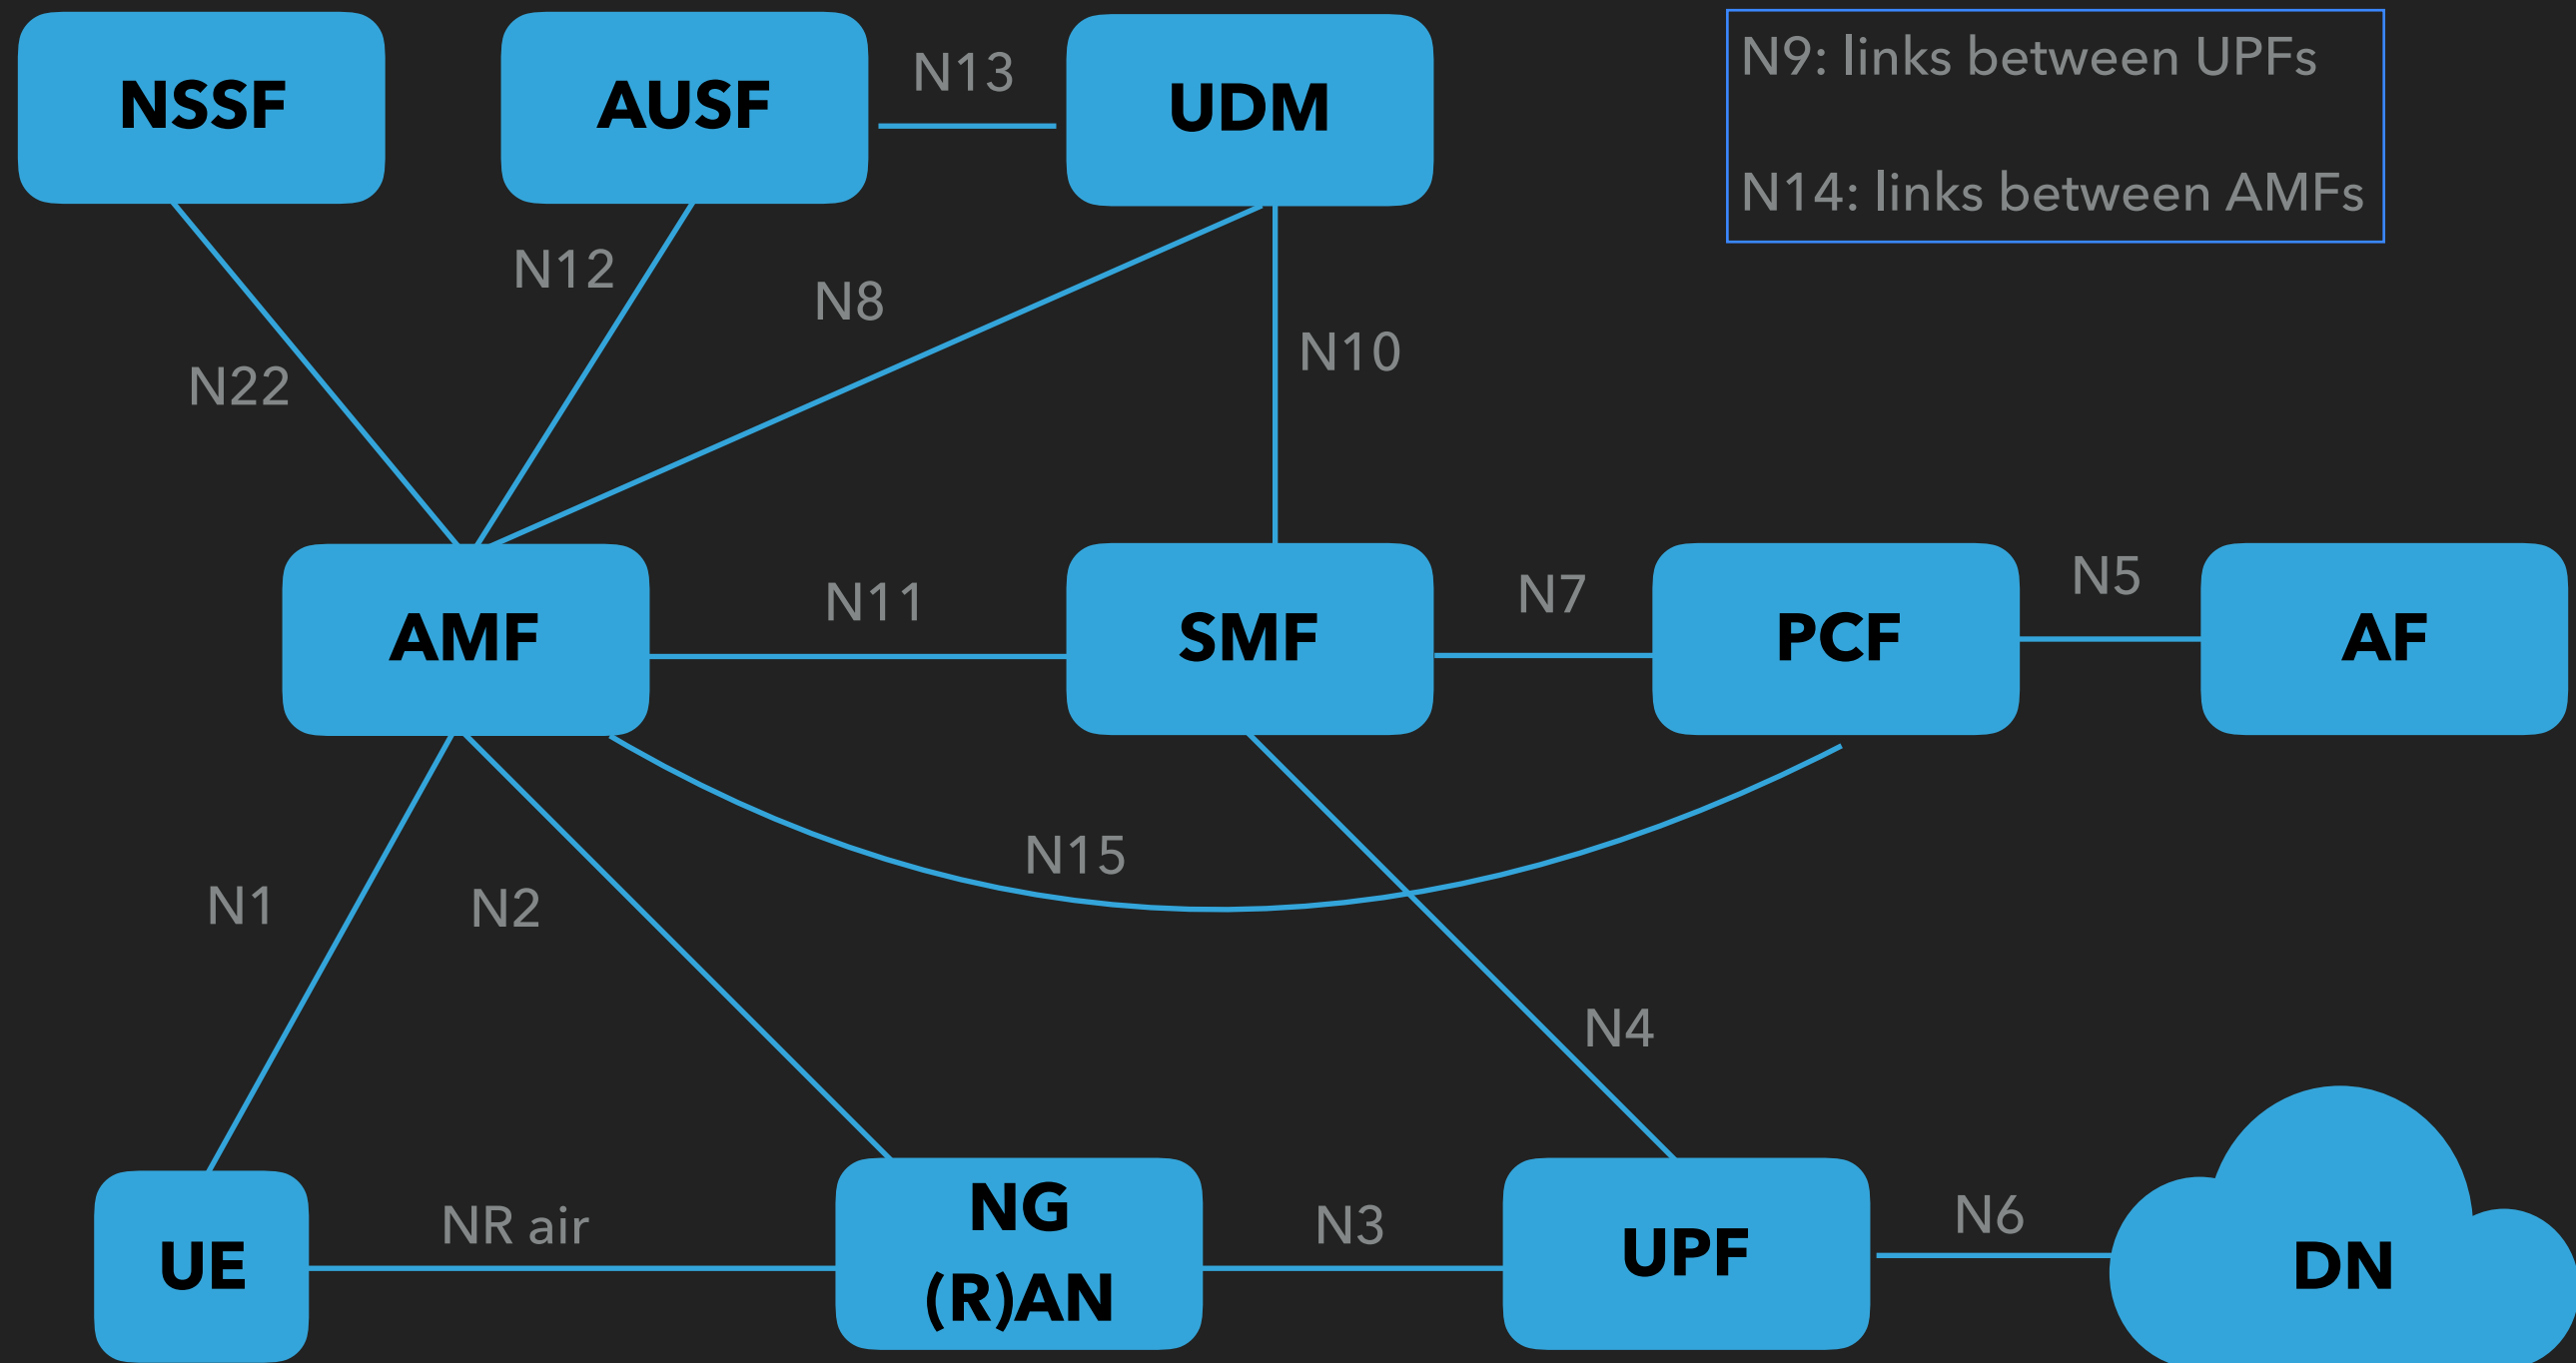 NSSF
AUSF
N13
UDM
N9: links between UPFs
N14: links between AMFs
N12
N8
N22
N10
AMF
N11
SMF
N7
PCF
N5
AF
N15
N1
N2
N4
UE
NR air
NG
(R)AN
N3
UPF
N6
DN